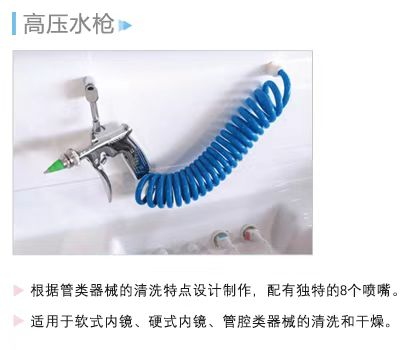 高压水枪
根据管类器械的清洗特点设计制作，配有独特的8个喷嘴。
适用于软式内镜、硬式内镜、管腔类器械的清洗和干燥。